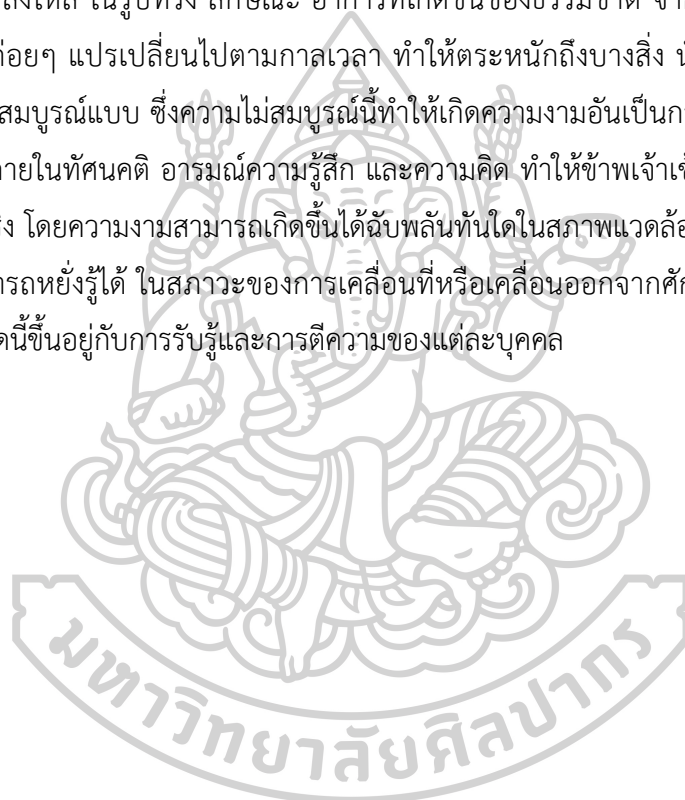 ในรูปทรง ลักษณะ อาการที่เกิดขึ้นของธรรมชาติ
ค่อยๆ แปรเปลี่ยนไปตามกาลเวลา ทำให้ตระหนักถึงบางสิ่ง
สมบูรณ์แบบ ซึ่งความไม่สมบูรณ์นี้ทำให้เกิดความงามอันเป็น
ภายในทัศนคติ อารมณ์ความรู้สึก และความคิด ทำให้ข้าพเจ้า
โดยความงามสามารถเกิดขึ้นได้ฉับพลันทันใดในสภาพแวดล้อ
ารถหยั่งรู้ได้ ในสภาวะของการเคลื่อนที่หรือเคลื่อนออกจากศัก
ดนี้ขึ้นอยู่กับการรับรู้และการตีความของแต่ละบุคคล
มหาวิทยาลัยศิลปากร